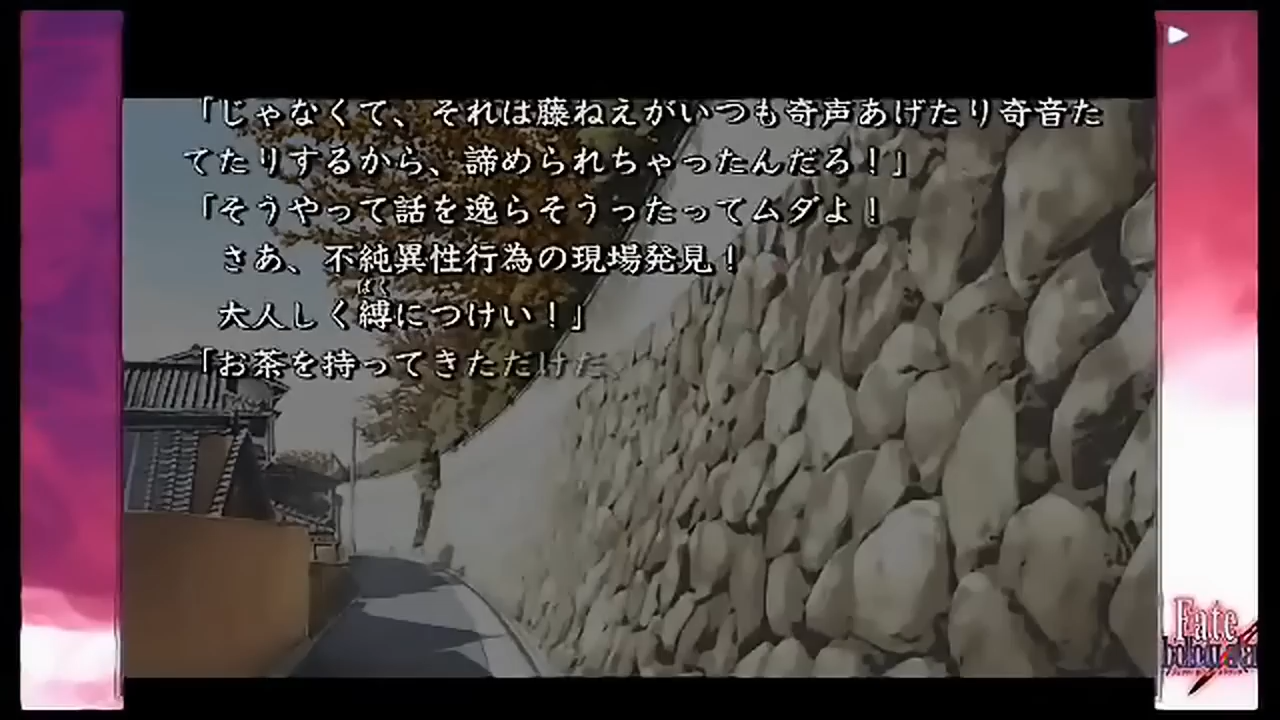 「じゃなくて、それは藤ねえがいつも奇声あげたり奇音た
てたりするから、諦められちゃったんだろ！」
「そうやって話を逸らそうったってムダよ！
さあ、不純異性行為の現場発見！
ばく
大人しく縛につけい！」
「お茶を持ってきただけだ
Fate